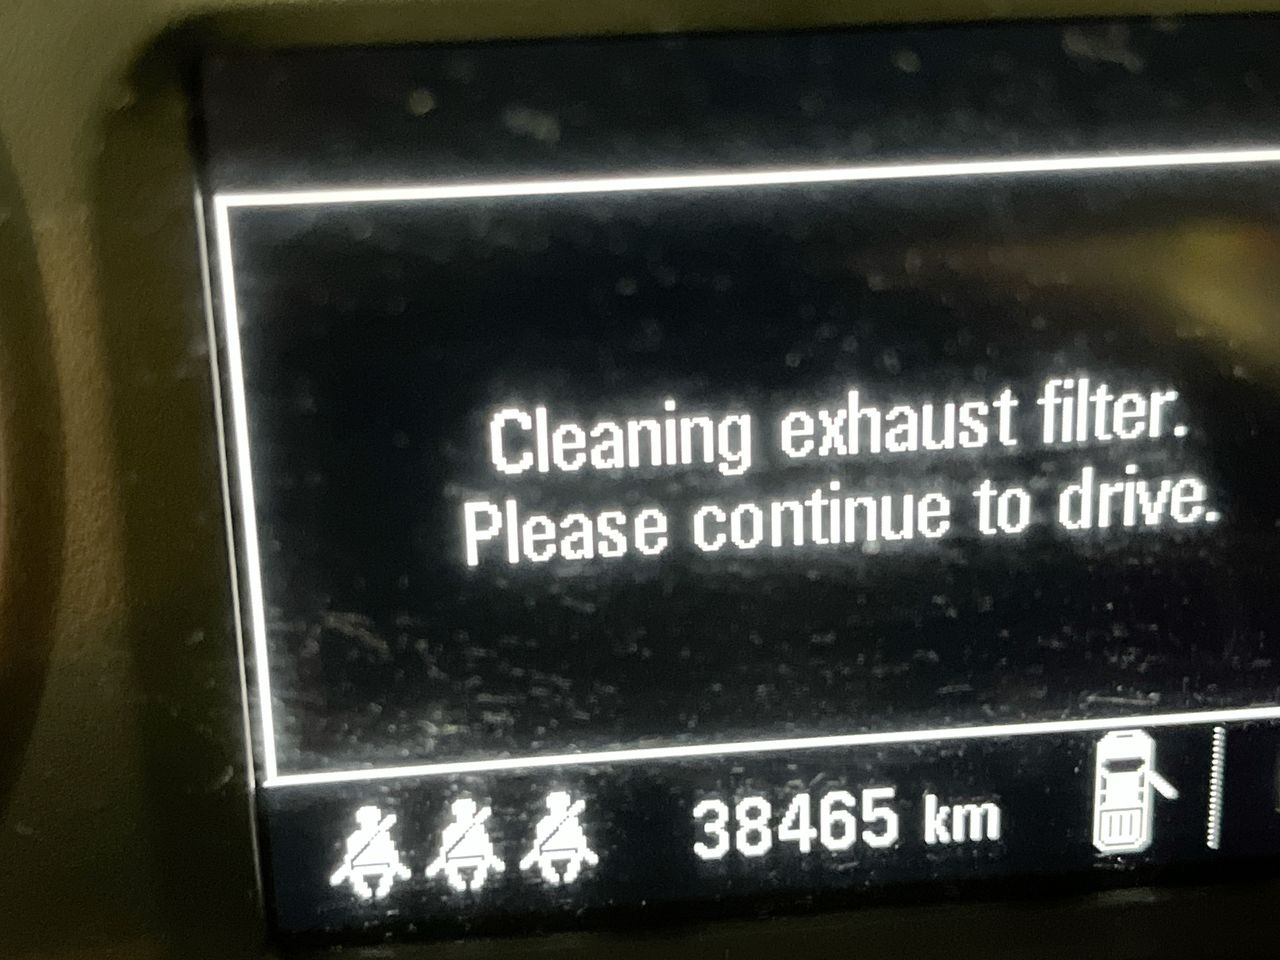 Cleaning exhaust filter.
Please continue to drive.
38465 km